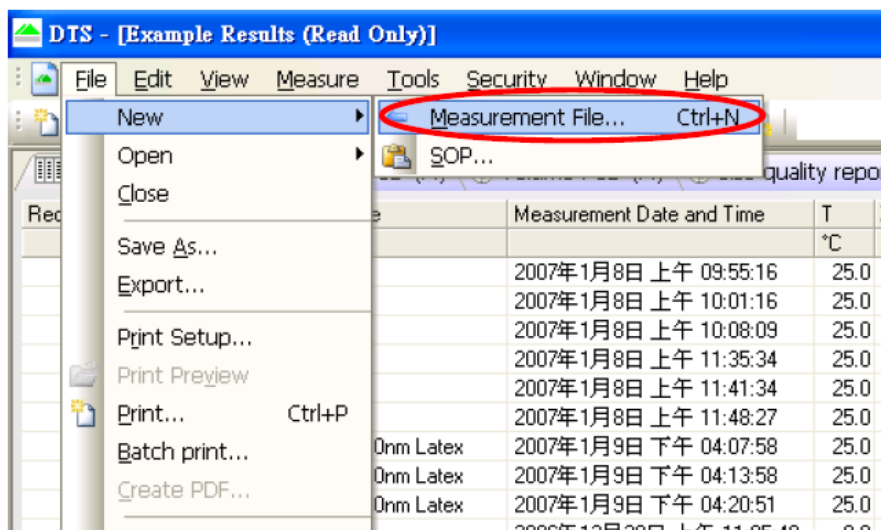 DTS - [Example Results (Read Only)]
File Edit View Measure Tools Security Window Help
New
Measurement File... Ctrl+N
Open
SOP...
Close
quality repo
Rec
Measurement Date and Time T
Save As...
°C
Export...
2007年1月8日 上午 09:55:16 25.0
2007年1月8日 上午 10:01:16 25.0
Print Setup...
2007年1月8日 上午 10:08:09 25.0
Print Preview
2007年1月8日 上午 11:35:34 25.0
2007年1月8日 上午 11:41:34 25.0
Print... Ctrl+P
2007年1月8日 上午 11:48:27 25.0
Batch print...
0nm Latex 2007年1月9日 下午 04:07:58 25.0
Create PDF...
0nm Latex 2007年1月9日 下午 04:13:58 25.0
0nm Latex 2007年1月9日 下午 04:20:51 25.0